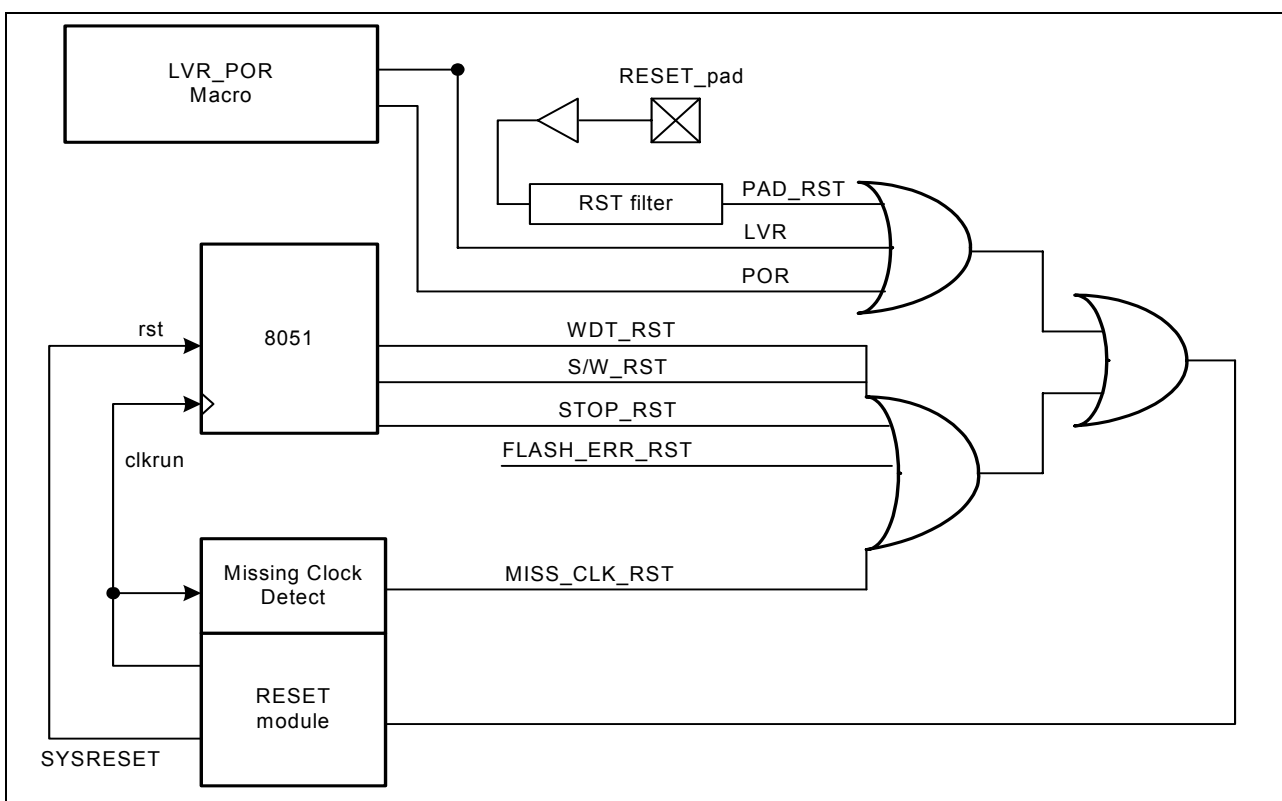 LVR_POR
Macro
RESET_pad
RST filter
PAD_RST
LVR
POR
rst
8051
WDT_RST
S/W_RST
STOP_RST
FLASH_ERR_RST
clkrun
Missing Clock
Detect
MISS_CLK_RST
RESET
module
SYSRESET